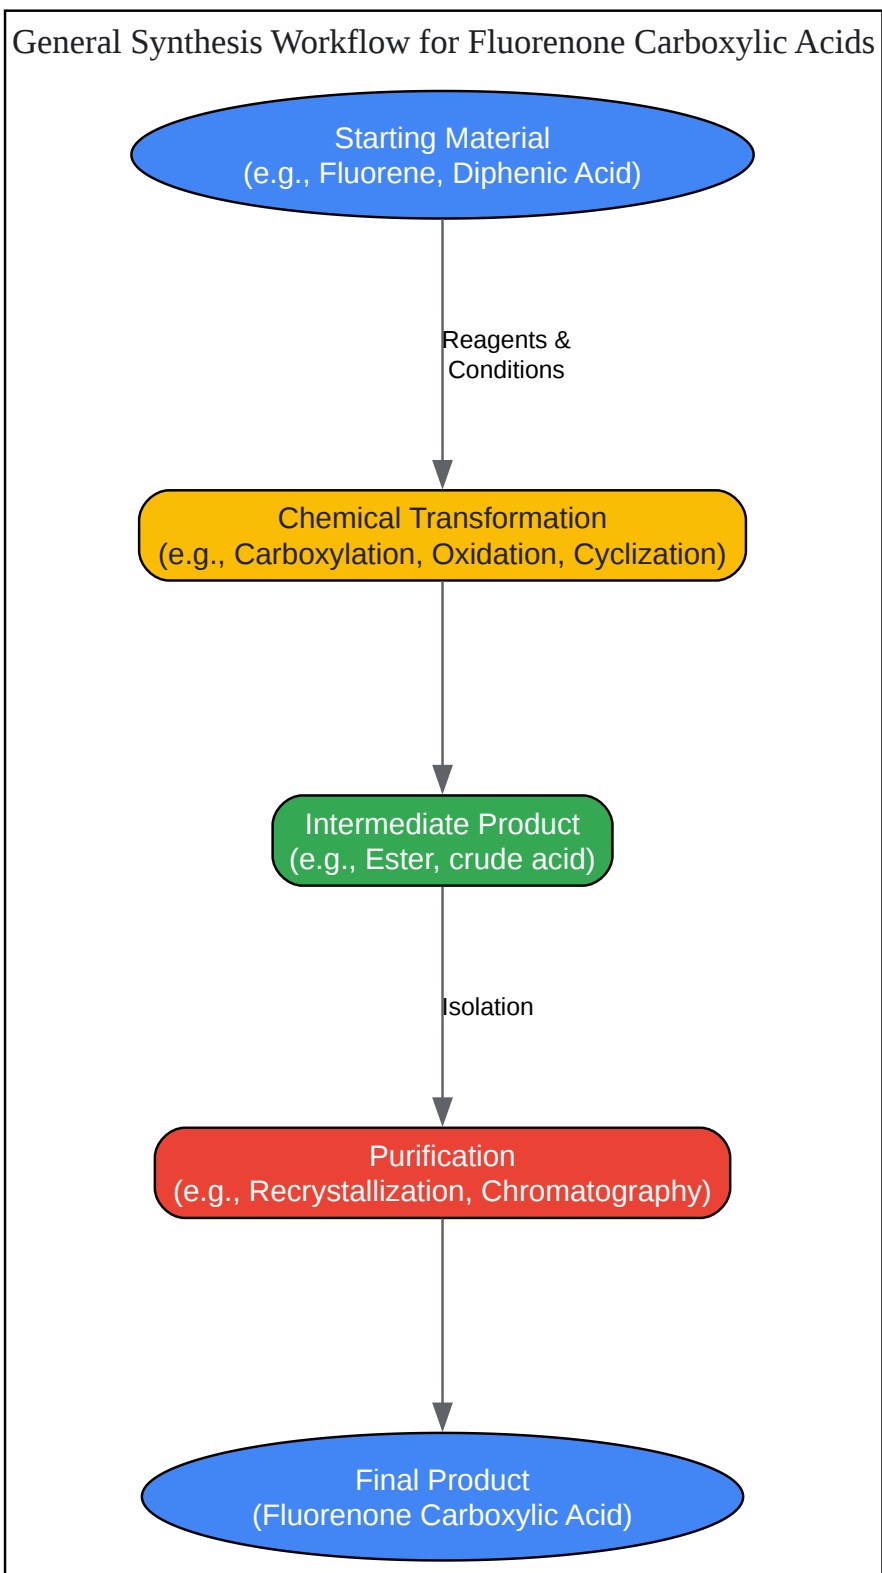 General Synthesis Workflow for Fluorenone Carboxylic Acids
Starting Material
(e.g., Fluorene, Diphenic Acid)
Reagents &
Conditions
Chemical Transformation
(e.g., Carboxylation, Oxidation, Cyclization)
Intermediate Product
(e.g., Ester, crude acid)
Isolation
Purification
(e.g., Recrystallization, Chromatography)
Final Product
(Fluorenone Carboxylic Acid)